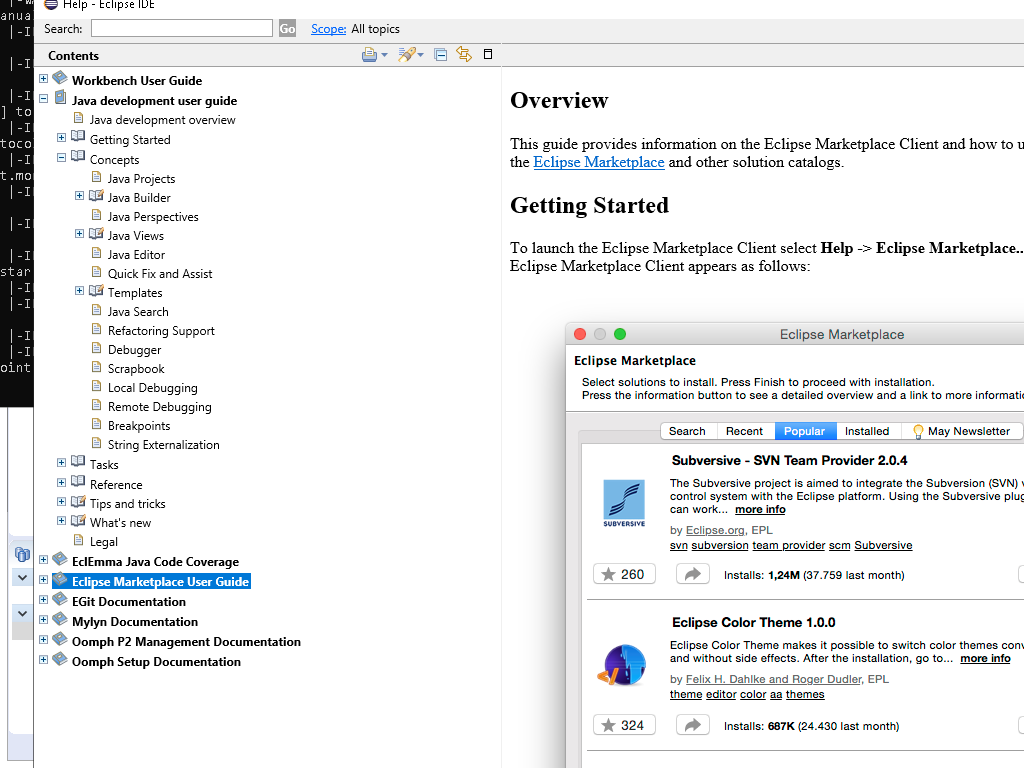 Help - Eclipse IDE
Search:
Go
Scope: All topics
Contents
Workbench User Guide
Java development user guide
Java development overview
Getting Started
Concepts
Java Projects
Java Builder
Java Perspectives
Java Views
Java Editor
Quick Fix and Assist
Templates
Java Search
Refactoring Support
Debugger
Scrapbook
Local Debugging
Remote Debugging
Breakpoints
String Externalization
Tasks
Reference
Tips and tricks
What's new
Legal
EclEmma Java Code Coverage
Eclipse Marketplace User Guide
EGit Documentation
Mylyn Documentation
Oomph P2 Management Documentation
Oomph Setup Documentation
Overview
This guide provides information on the Eclipse Marketplace Client and how to
the Eclipse Marketplace and other solution catalogs.
Getting Started
To launch the Eclipse Marketplace Client select Help -> Eclipse Marketplace..
Eclipse Marketplace Client appears as follows:
Eclipse Marketplace
Eclipse Marketplace
Select solutions to install. Press Finish to proceed with installation.
Press the information button to see a detailed overview and a link to more
Search Recent Popular Installed May Newsletter
Subversive - SVN Team Provider 2.0.4
The Subversive project is aimed to integrate the Subversion (SVN)
control system with the Eclipse platform. Using the Subversive
can work... more info
by Eclipse.org, EPL
svn subversion team provider scm Subversive
SUBVERSIVE
260
Installs: 1,24M (37.759 last month)
Eclipse Color Theme 1.0.0
Eclipse Color Theme makes it possible to switch color themes
and without side effects. After the installation, go to... more info
by Felix H. Dahlke and Roger Dudler, EPL
theme editor color aa themes
324
Installs: 687K (24.430 last month)